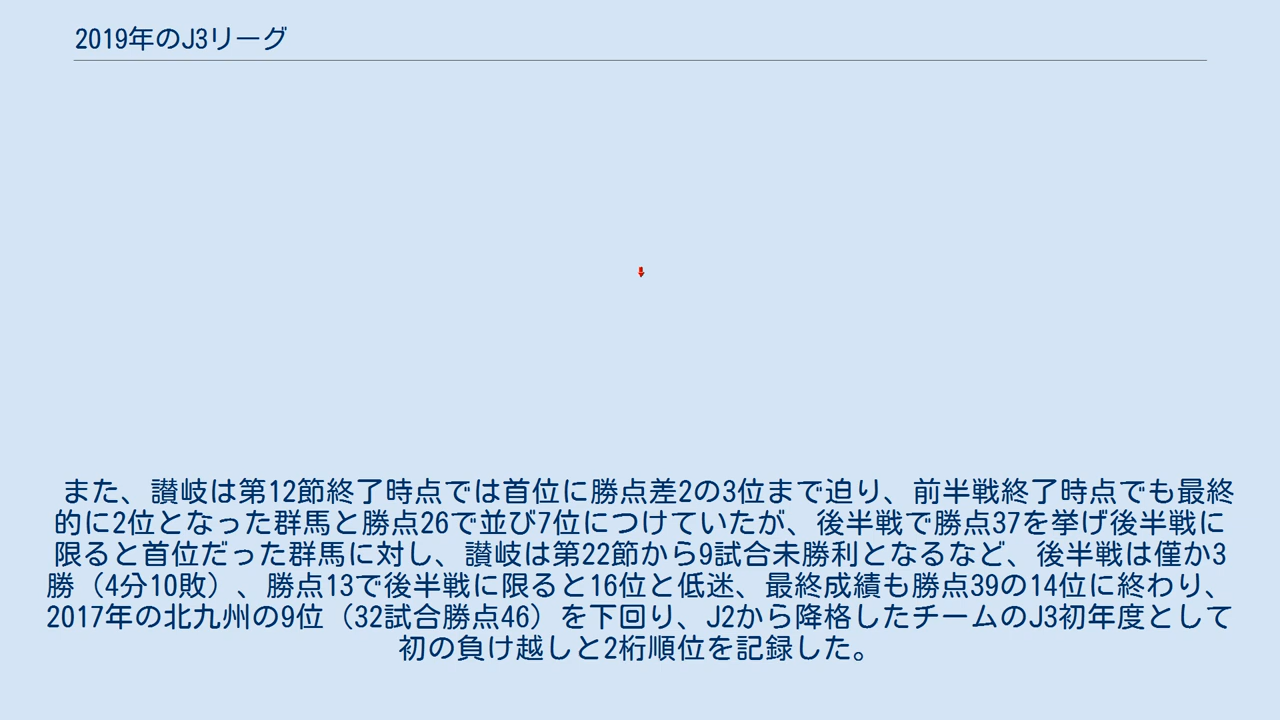 2019年のJ3リーグ
また、讃岐は第12節終了時点では首位に勝点差2の3位まで迫り、前半戦終了時点でも最終
的に2位となった群馬と勝点26で並び7位につけていたが、後半戦で勝点37を挙げ後半戦に
限ると首位だった群馬に対し、讃岐は第22節から9試合未勝利となるなど、後半戦は僅か3
勝（4分10敗）、勝点13で後半戦に限ると16位と低迷、最終成績も勝点39の14位に終わり、
2017年の北九州の9位（32試合勝点46）を下回り、J2から降格したチームのJ3初年度として
初の負け越しと2桁順位を記録した。